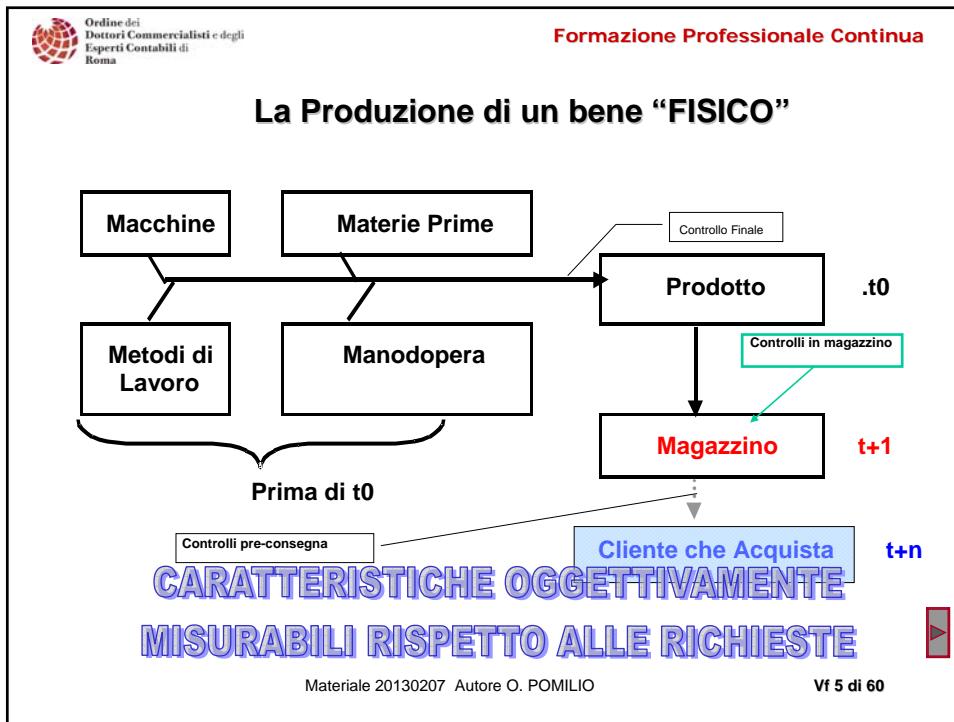 Ordine dei
Dottori Commercialisti e degli
Esperti Contabili di
Roma
Formazione Professionale Continua
La Produzione di un bene “FISICO”
Macchine
Materie Prime
Controllo Finale
Prodotto
.t0
Metodi di
Lavoro
Manodopera
Controlli in magazzino
Magazzino
t+1
Prima di t0
Controlli pre-consegna
Cliente che Acquista
t+n
CARATTERISTICHE OGGETTIVAMENTE
MISURABILI RISPETTO ALLE RICHIESTE
Materiale 20130207 Autore O. POMILIO
Vf 5 di 60